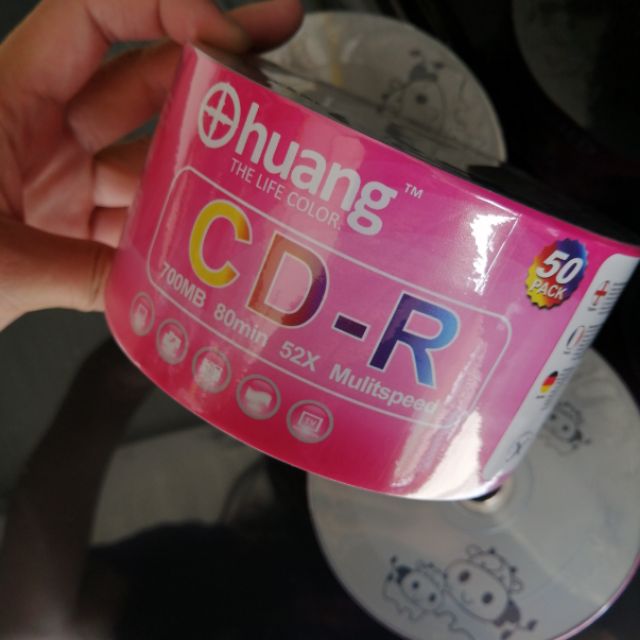 huang™
THE LIFE COLOR.
CD-R
700MB 80min 52X Mulitspeed
50
PACK